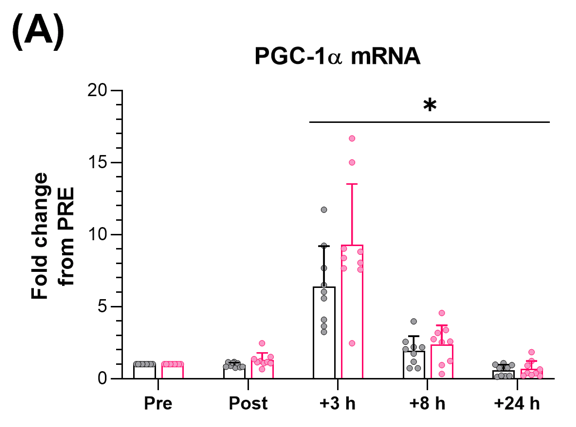 (A)
PGC-1α mRNA
Fold change
from PRE
20
15
10
5
0
*
Pre Post +3 h +8 h +24 h